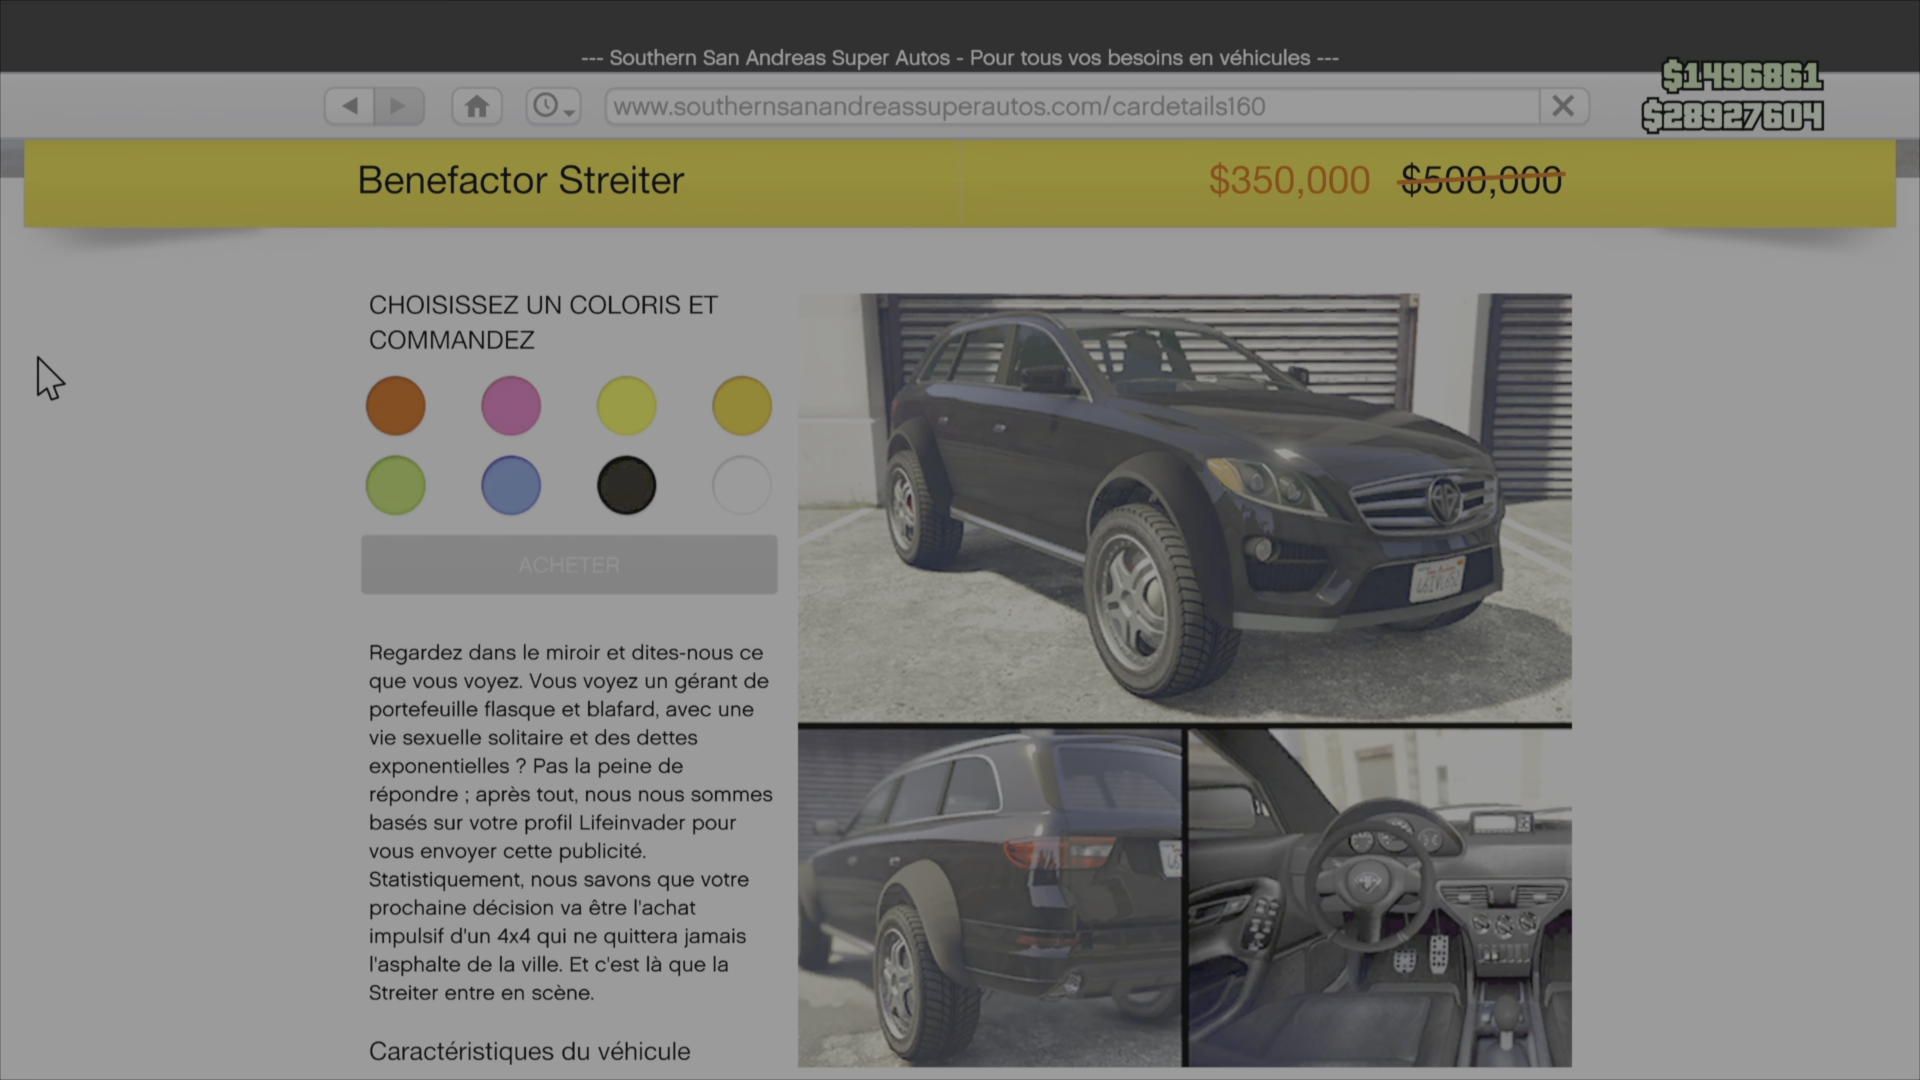 --- Southern San Andreas Super Autos - Pour tous vos besoins en véhicules ---
www.southernsanandreassuperautos.com/cardetails160
$1496861
$28927604
Benefactor Streiter
$350,000 $500,000
CHOISISSEZ UN COLORIS ET
COMMANDEZ
ACHETER
Regardez dans le miroir et dites-nous ce
que vous voyez. Vous voyez un gérant de
portefeuille flasque et blafard, avec une
vie sexuelle solitaire et des dettes
exponentielles ? Pas la peine de
répondre ; après tout, nous nous sommes
basés sur votre profil Lifeinvader pour
vous envoyer cette publicité.
Statistiquement, nous savons que votre
prochaine décision va être l'achat
impulsif d'un 4x4 qui ne quittera jamais
l'asphalte de la ville. Et c'est là que la
Streiter entre en scène.
Caractéristiques du véhicule